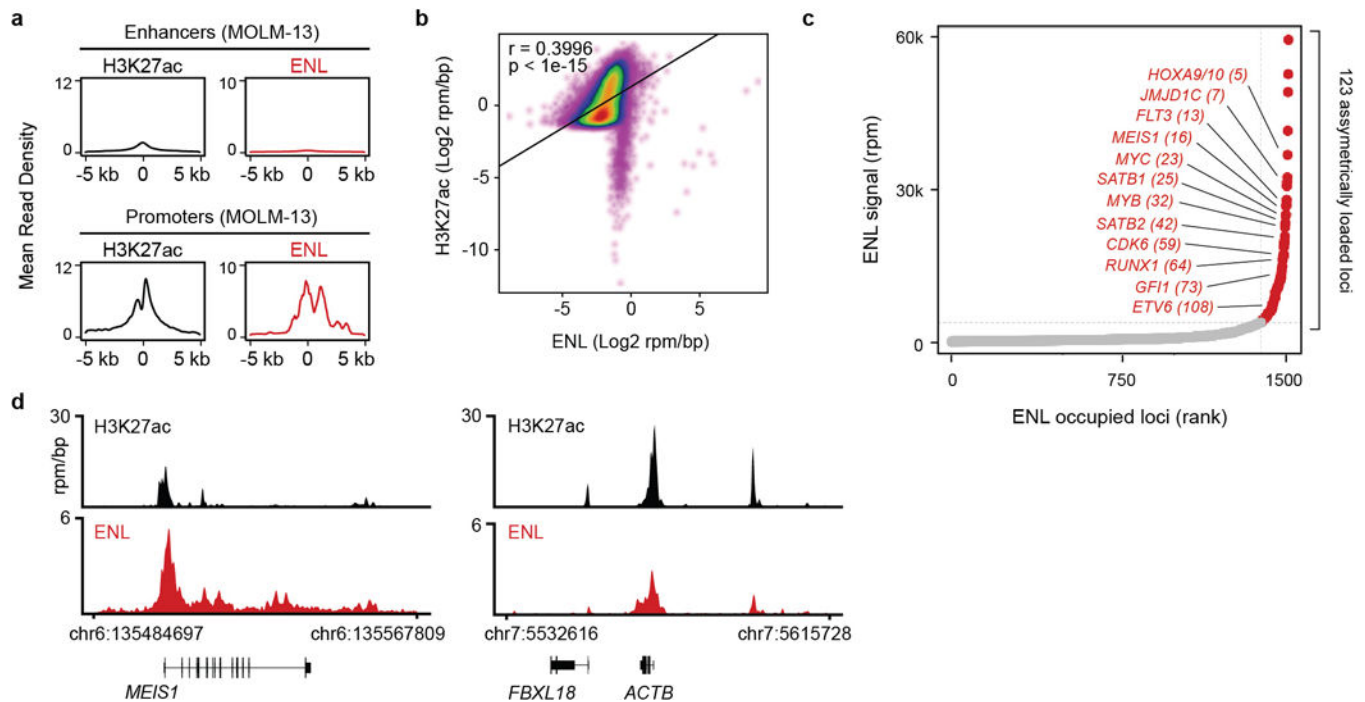 a
Enhancers (MOLM-13)
H3K27ac
ENL
12
0
10
0
-5 kb 0 5 kb
-5 kb 0 5 kb
Promoters (MOLM-13)
H3K27ac
ENL
12
0
10
0
-5 kb 0 5 kb
-5 kb 0 5 kb
Mean Read Density
b
r = 0.3996
p < 1e-15
0
-5
-10
-5 0 5
H3K27ac (Log2 rpm/bp)
ENL (Log2 rpm/bp)
c
60k
30k
0
ENL signal (rpm)
HOXA9/10 (5)
JMJD1C (7)
FLT3 (13)
MEIS1 (16)
MYC (23)
SATB1 (25)
MYB (32)
SATB2 (42)
CDK6 (59)
RUNX1 (64)
GFI1 (73)
ETV6 (108)
123 assymetrically loaded loci
0 750 1500
ENL occupied loci (rank)
d
30
H3K27ac
rpm/bp
6
ENL
chr6:135484697 chr6:135567809
MEIS1
30
H3K27ac
6
ENL
chr7:5532616 chr7:5615728
FBXL18 ACTB